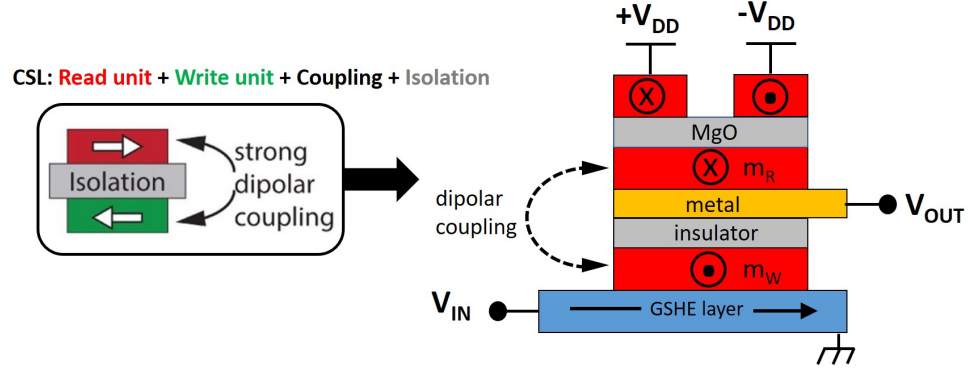 CSL: Read unit + Write unit + Coupling + Isolation
Isolation
strong
dipolar
coupling
+VDD
-VDD
X
MgO
X
mR
dipolar
coupling
metal
VOUT
insulator
mW
VIN
GSHE layer